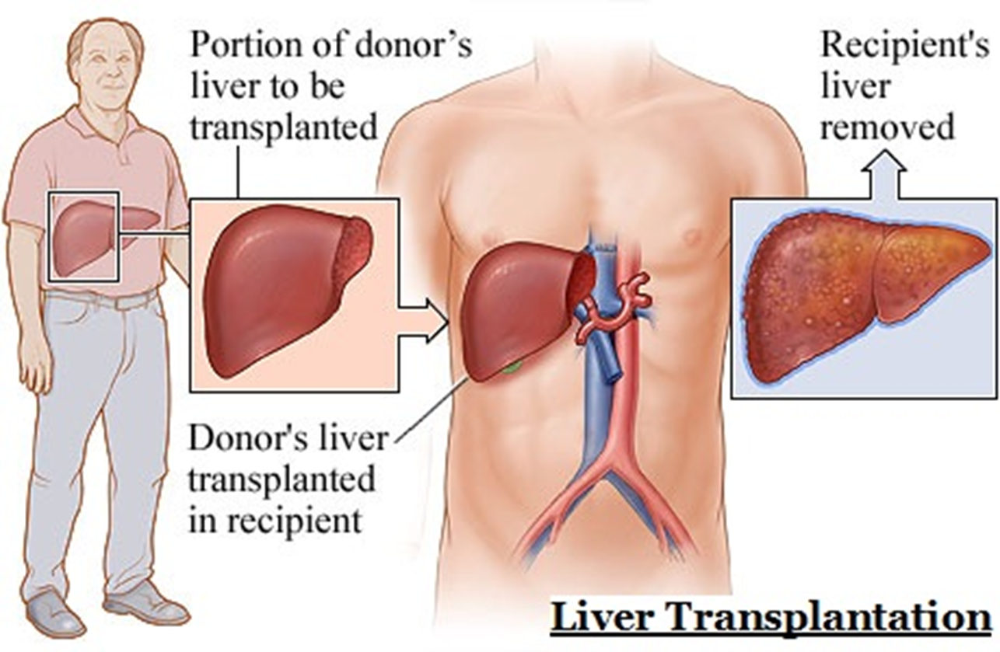 Portion of donor’s
liver to be
transplanted
Recipient's
liver
removed
Donor's liver
transplanted
in recipient
Liver Transplantation